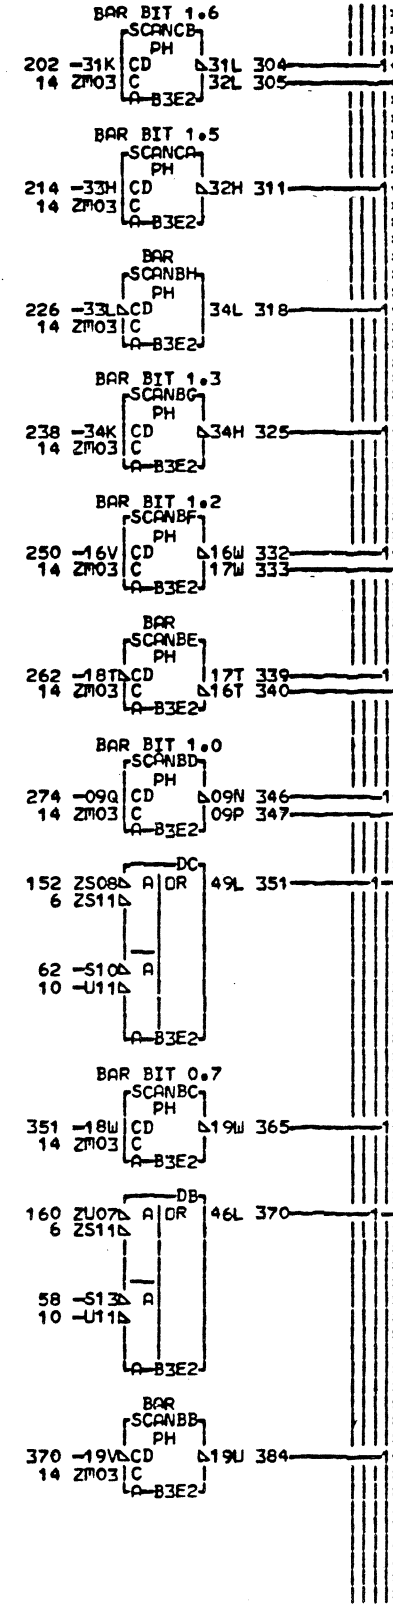 BAR BIT 1.6
SCANCB
PH
202 -31K CD 31L 304
14 ZM03 C 32L 305
A-B3E2
BAR BIT 1.5
SCANCA
PH
214 -33H CD 32H 311
14 ZM03 C
A-B3E2
BAR
SCANBH
PH
226 -33L CD 34L 318
14 ZM03 C
A-B3E2
BAR BIT 1.3
SCANBG
PH
238 -34K CD 34H 325
14 ZM03 C
A-B3E2
BAR BIT 1.2
SCANBF
PH
250 -16V CD 16W 332
14 ZM03 C 17W 333
A-B3E2
BAR
SCANBE
PH
262 -18T CD 17T 339
14 ZM03 C 16T 340
A-B3E2
BAR BIT 1.0
SCANBD
PH
274 -09Q CD 09N 346
14 ZM03 C 09P 347
A-B3E2
DC
152 ZS08 A OR 49L 351
6 ZS11
62 -S10 A
10 -U11
A-B3E2
BAR BIT 0.7
SCANBC
PH
351 -18W CD 19W 365
14 ZM03 C
A-B3E2
DB
160 ZU07 A OR 46L 370
6 ZS11
58 -S13 A
10 -U11
A-B3E2
BAR
SCANBB
PH
370 -19V CD 19U 384
14 ZM03 C
A-B3E2